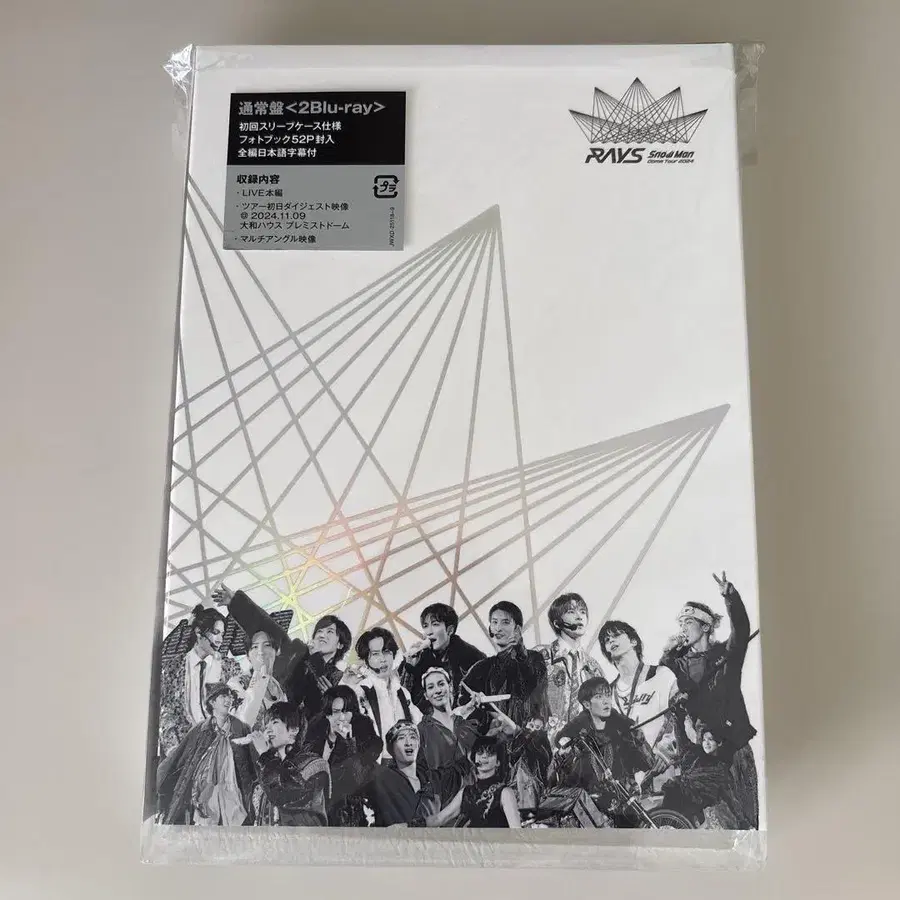 通常盤<2Blu-ray>
初回スリーブケース仕様
フォトブック52P封入
全編日本語字幕付
収録内容
・LIVE本編
・ツアー初日ダイジェスト映像
@ 2024.11.09
大和ハウス プレミストドーム
・マルチアングル映像
プラ
RAYS Snow Man
Dome Tour 2024